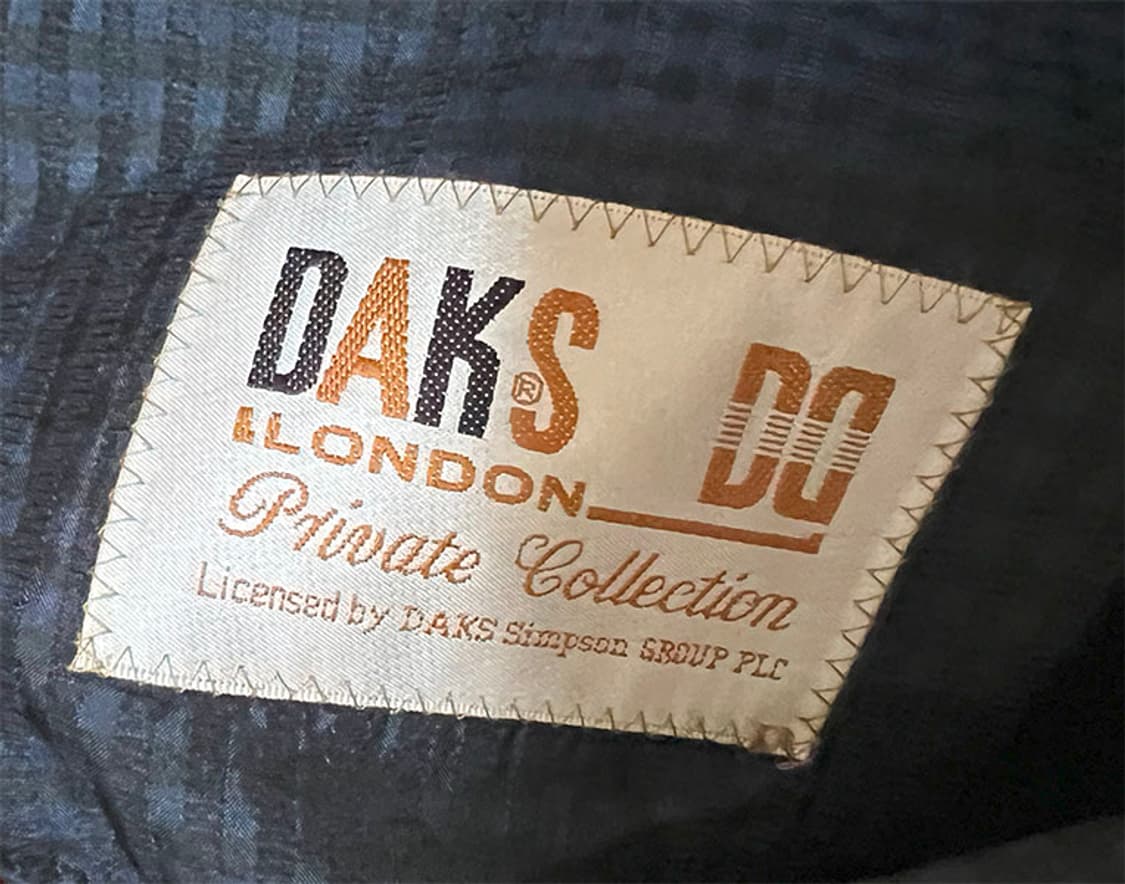 DAKS®
LONDON
DD
Private Collection
Licensed by DAKS Simpson GROUP PLC